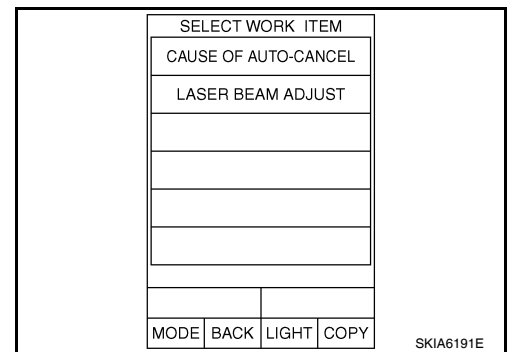 SELECT WORK ITEM
CAUSE OF AUTO-CANCEL
LASER BEAM ADJUST
MODE BACK LIGHT COPY
SKIA6191E